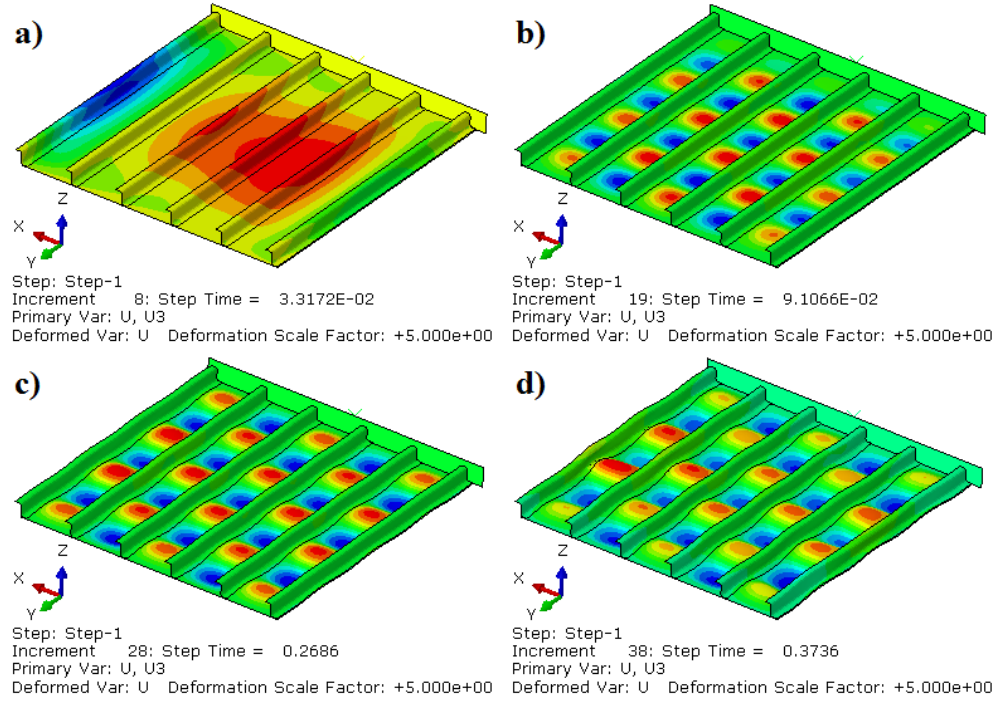 a)
Z
X
Y
Step: Step-1
Increment 8: Step Time = 3.3172E-02
Primary Var: U, U3
Deformed Var: U Deformation Scale Factor: +5.000e+00
b)
Z
X
Y
Step: Step-1
Increment 19: Step Time = 9.1066E-02
Primary Var: U, U3
Deformed Var: U Deformation Scale Factor: +5.000e+00
c)
Z
X
Y
Step: Step-1
Increment 28: Step Time = 0.2686
Primary Var: U, U3
Deformed Var: U Deformation Scale Factor: +5.000e+00
d)
Z
X
Y
Step: Step-1
Increment 38: Step Time = 0.3736
Primary Var: U, U3
Deformed Var: U Deformation Scale Factor: +5.000e+00